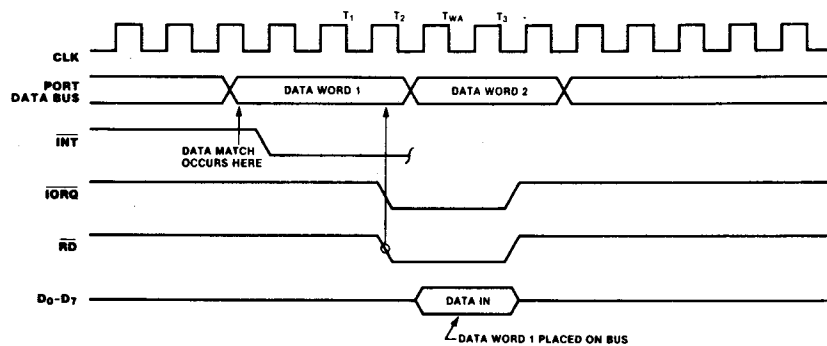 T1 T2 TWA T3
CLK
PORT
DATA BUS
DATA WORD 1 DATA WORD 2
INT
DATA MATCH
OCCURS HERE
IORQ
RD
D0-D7
DATA IN
DATA WORD 1 PLACED ON BUS